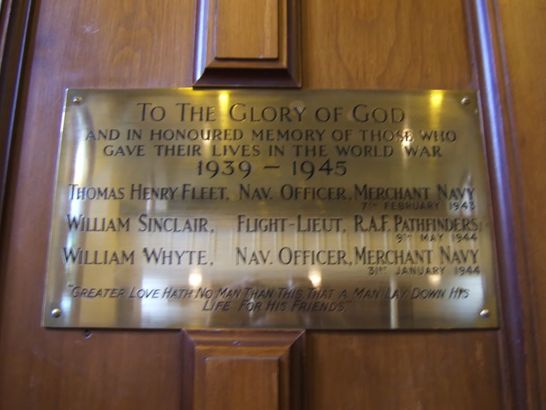 TO THE GLORY OF GOD
AND IN HONOURED MEMORY OF THOSE WHO
GAVE THEIR LIVES IN THE WORLD WAR
1939 – 1945
THOMAS HENRY FLEET, NAV. OFFICER, MERCHANT NAVY
7TH FEBRUARY 1943
WILLIAM SINCLAIR, FLIGHT-LIEUT, R.A.F. PATHFINDERS
9TH MAY 1944
WILLIAM WHYTE, NAV. OFFICER, MERCHANT NAVY
31ST JANUARY 1944
"GREATER LOVE HATH NO MAN THAN THIS, THAT A MAN LAY DOWN HIS
LIFE FOR HIS FRIENDS"